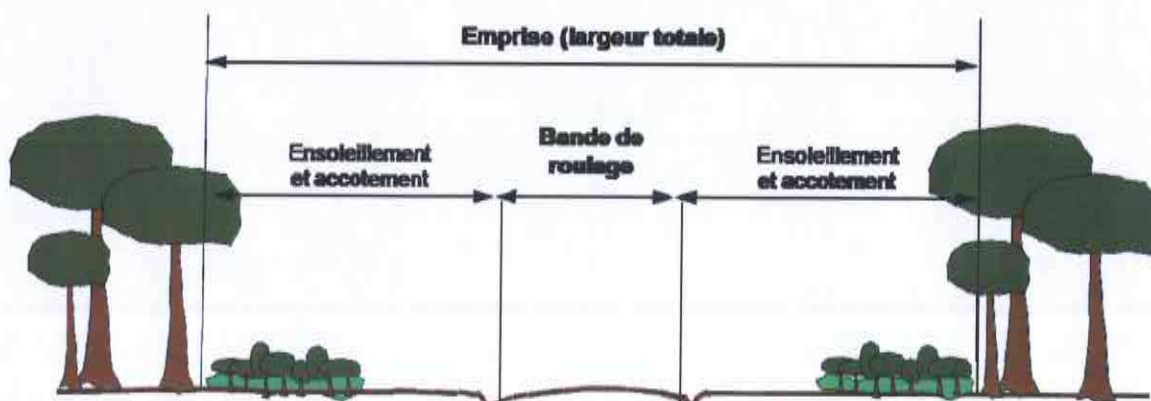 Emprise (largeur totale)
Ensoleillement
et accotement
Bande de
roulage
Ensoleillement
et accotement